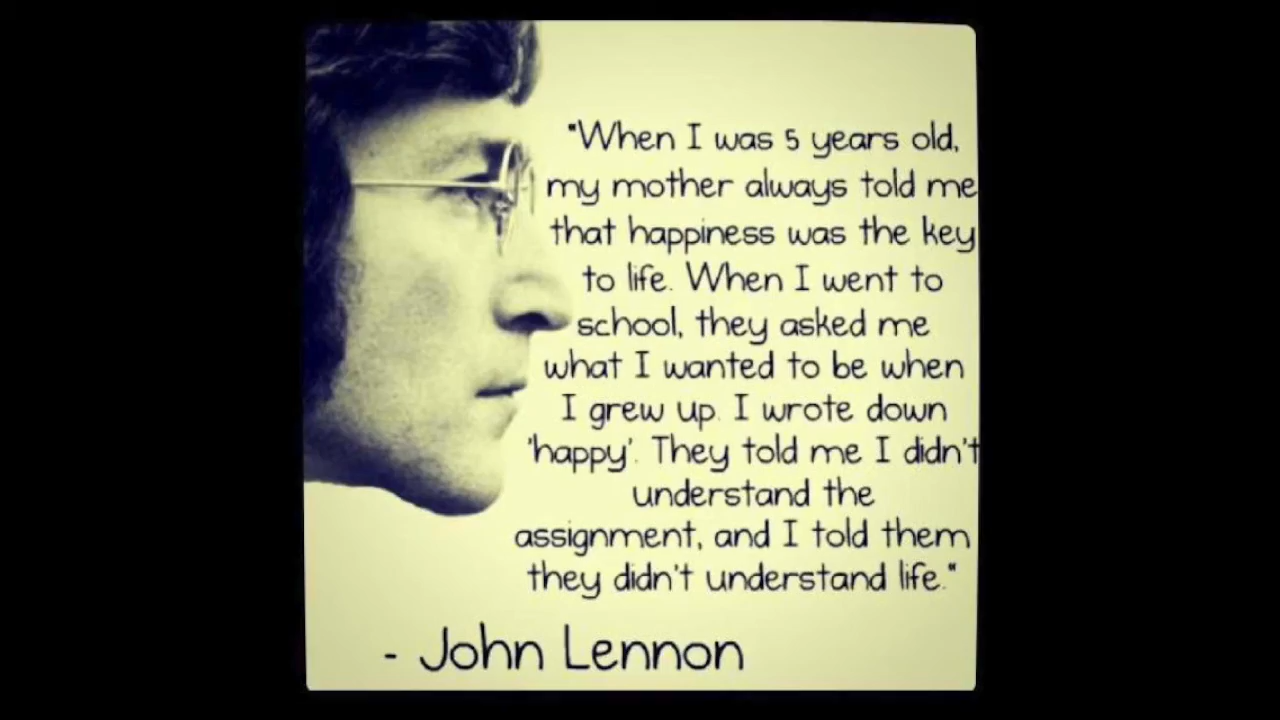 "When I was 5 years old,
my mother always told me
that happiness was the key
to life. When I went to
school, they asked me
what I wanted to be when
I grew up. I wrote down
'happy'. They told me I didn't
understand the
assignment, and I told them
they didn't understand life."
- John Lennon